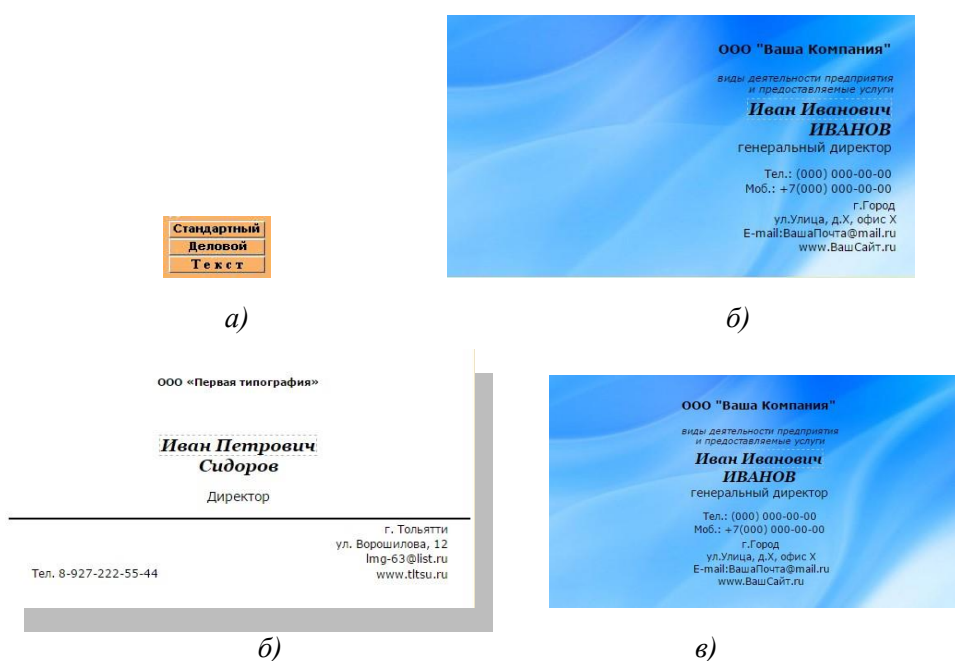 Стандартный
Деловой
Текст
ООО "Ваша Компания"
виды деятельности предприятия
и предоставляемые услуги
Иван Иванович
ИВАНОВ
генеральный директор
Тел.: (000) 000-00-00
Моб.: +7(000) 000-00-00
г.Город
ул.Улица, д.Х, офис Х
E-mail:ВашаПочта@mail.ru
www.ВашСайт.ru
а)
б)
ООО «Первая типография»
Иван Петрович
Сидоров
Директор
г. Тольятти
ул. Ворошилова, 12
lmg-63@list.ru
Тел. 8-927-222-55-44 www.tltsu.ru
ООО "Ваша Компания"
виды деятельности предприятия
и предоставляемые услуги
Иван Иванович
ИВАНОВ
генеральный директор
Тел.: (000) 000-00-00
Моб.: +7(000) 000-00-00
г.Город
ул.Улица, д.Х, офис Х
E-mail:ВашаПочта@mail.ru
www.ВашСайт.ru
б)
в)